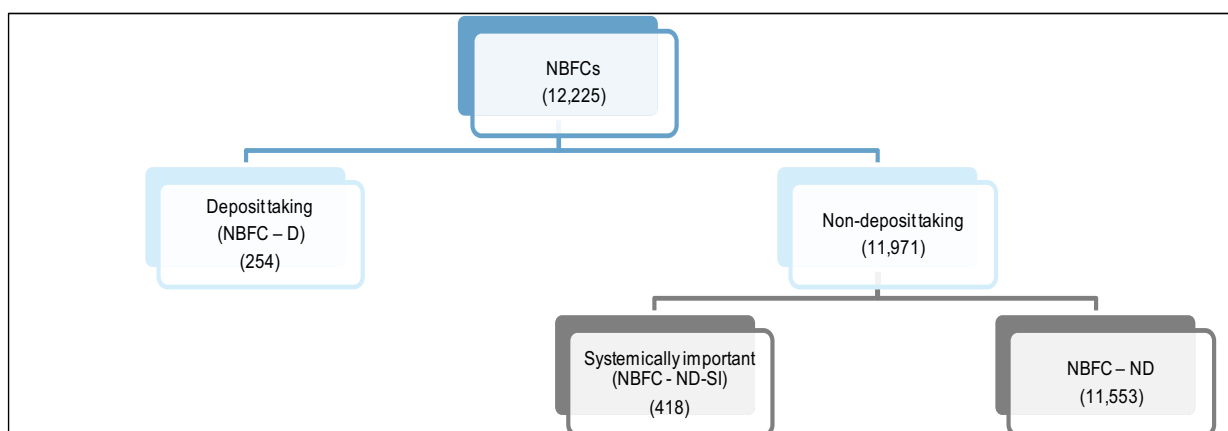 NBFCs
(12,225)
Deposit taking
(NBFC – D)
(254)
Non-deposit taking
(11,971)
Systemically important
(NBFC - ND-SI)
(418)
NBFC – ND
(11,553)